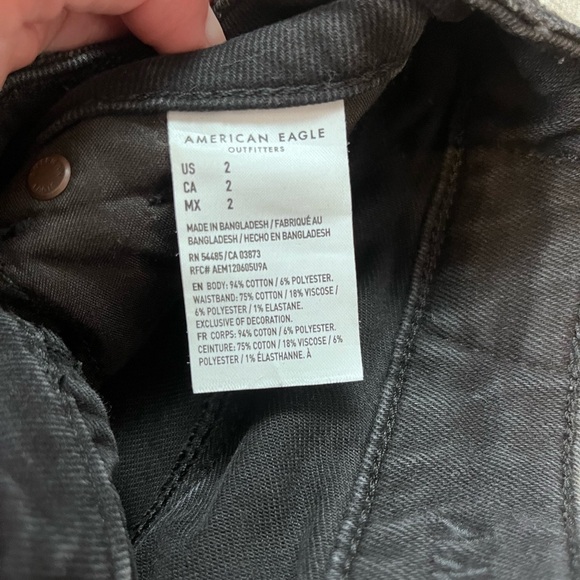 AMERICAN EAGLE
OUTFITTERS
US 2
CA 2
MX 2
MADE IN BANGLADESH / FABRIQUÉ AU
BANGLADESH / HECHO EN BANGLADESH
RN 54485 / CA 03873
RFC# AEM120605U9A
EN BODY: 94% COTTON / 6% POLYESTER.
WAISTBAND: 75% COTTON / 18% VISCOSE /
6% POLYESTER / 1% ELASTANE.
EXCLUSIVE OF DECORATION.
FR CORPS: 94% COTON / 6% POLYESTER.
CEINTURE: 75% COTON / 18% VISCOSE / 6%
POLYESTER / 1% ÉLASTHANNE. À